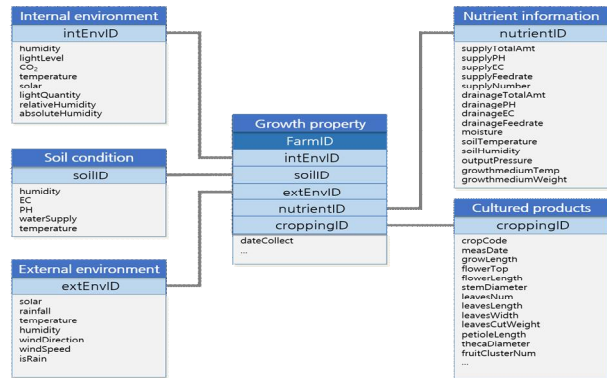 Internal environment
intEnvID
humidity
lightLevel
CO₂
temperature
solar
lightQuantity
relativeHumidity
absoluteHumidity
Soil condition
soilID
humidity
EC
PH
waterSupply
temperature
External environment
extEnvID
solar
rainfall
temperature
humidity
windDirection
windSpeed
isRain
Growth property
FarmID
intEnvID
soilID
extEnvID
nutrientID
croppingID
dateCollect
...
Nutrient information
nutrientID
supplyTotalAmt
supplyPH
supplyEC
supplyFeedrate
supplyNumber
drainageTotalAmt
drainagePH
drainageEC
drainageFeedrate
moisture
soilTemperature
soilHumidity
outputPressure
growthmediumTemp
growthmediumWeight
Cultured products
croppingID
cropCode
measDate
growLength
flowerTop
flowerLength
stemDiameter
leavesNum
leavesLength
leavesWidth
leavesCutWeight
petioleLength
thecaDiameter
fruitClusterNum
...